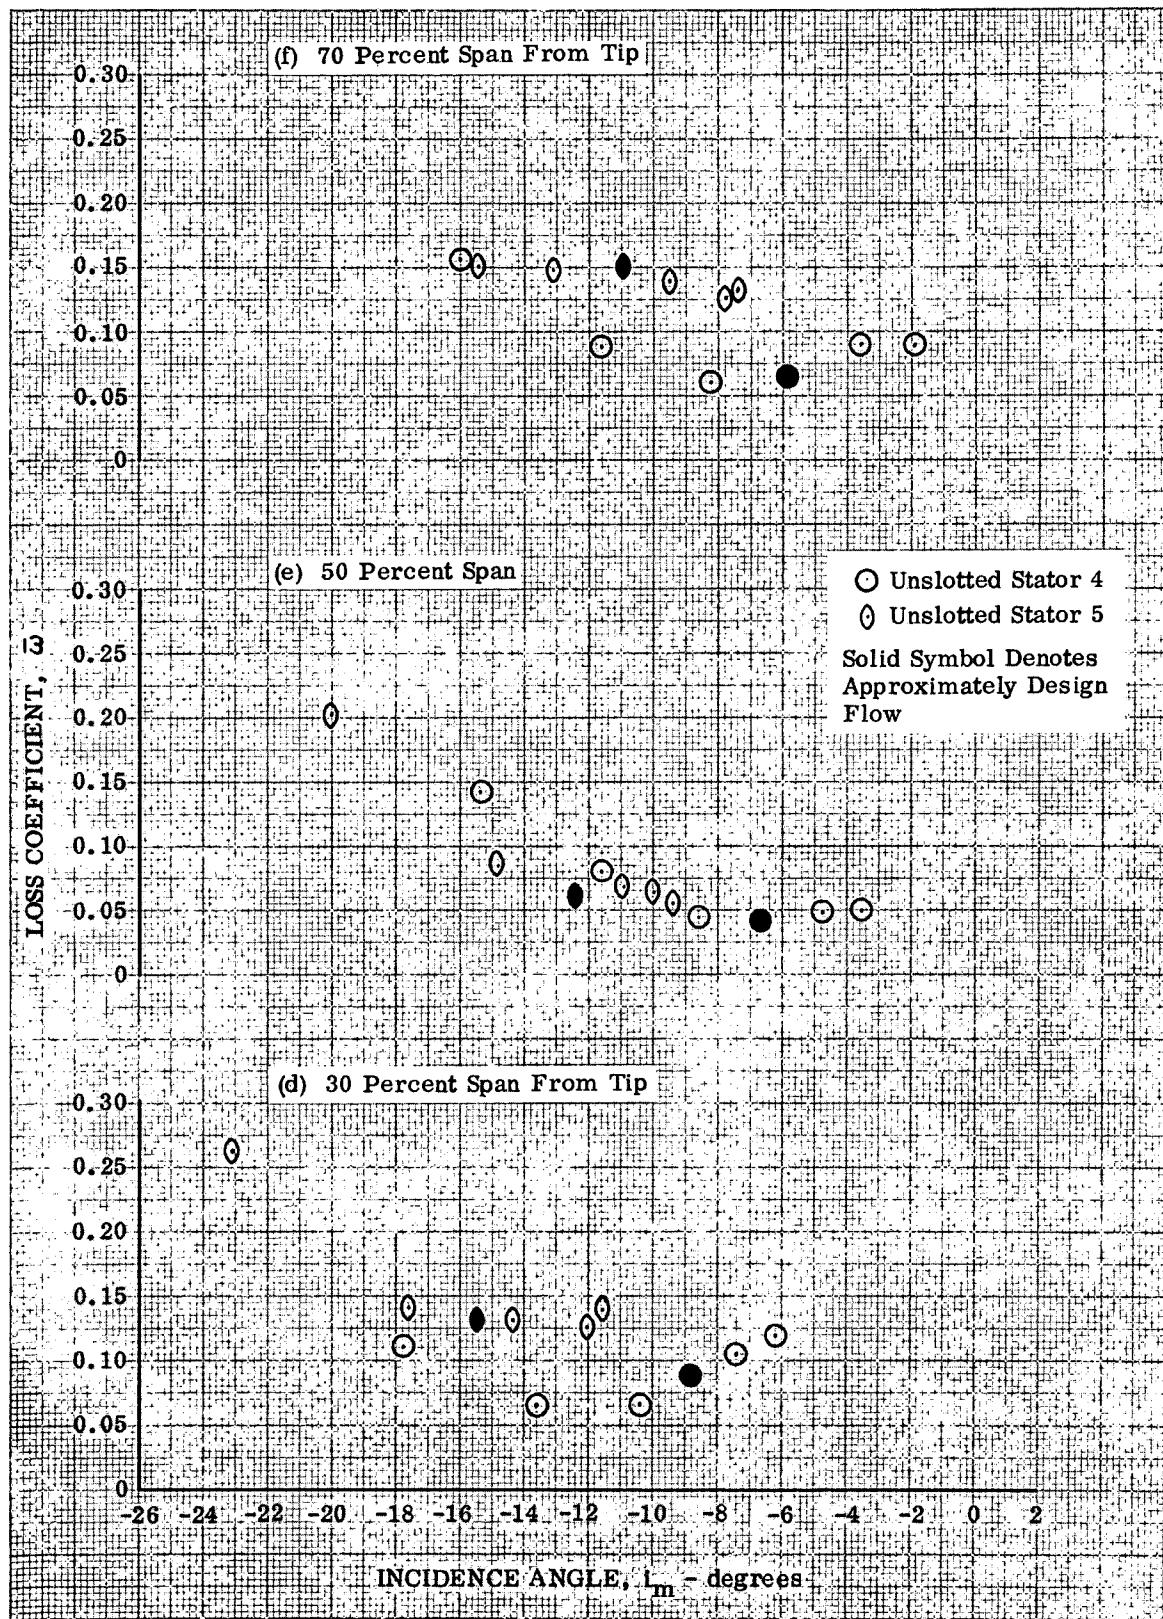 (f) 70 Percent Span From Tip
0.30
0.25
0.20
0.15
0.10
0.05
0
(e) 50 Percent Span
0.30
0.25
0.20
0.15
0.10
0.05
0
LOSS COEFFICIENT, ω̄
Unslotted Stator 4
Unslotted Stator 5
Solid Symbol Denotes
Approximately Design
Flow
(d) 30 Percent Span From Tip
0.30
0.25
0.20
0.15
0.10
0.05
0
-26 -24 -22 -20 -18 -16 -14 -12 -10 -8 -6 -4 -2 0 2
INCIDENCE ANGLE, i_m - degrees